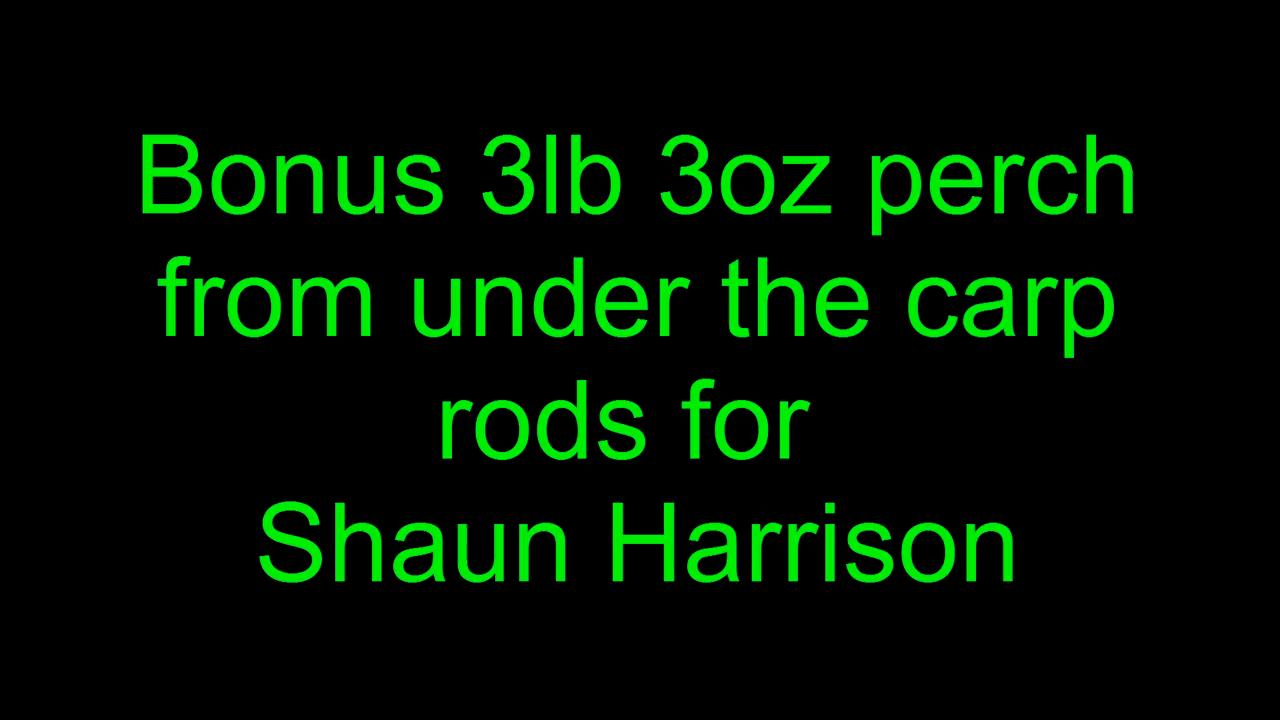 Bonus 3lb 3oz perch
from under the carp
rods for
Shaun Harrison